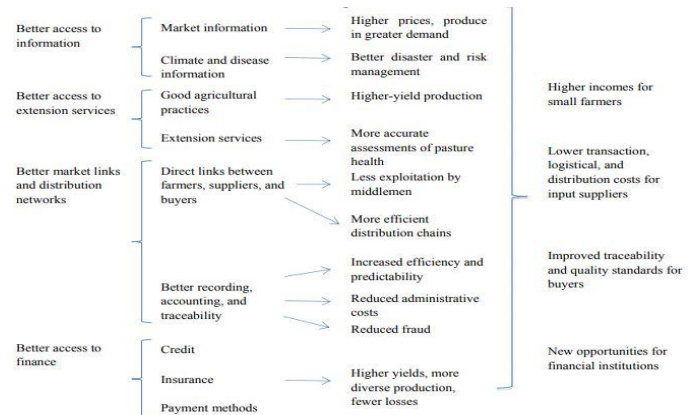 Better access to
information
Market information
Climate and disease
information
Higher prices, produce
in greater demand
Better disaster and risk
management
Better access to
extension services
Good agricultural
practices
Extension services
Higher-yield production
More accurate
assessments of pasture
health
Better market links
and distribution
networks
Direct links between
farmers, suppliers, and
buyers
Less exploitation by
middlemen
More efficient
distribution chains
Better recording,
accounting, and
traceability
Increased efficiency and
predictability
Reduced administrative
costs
Reduced fraud
Better access to
finance
Credit
Insurance
Payment methods
Higher yields, more
diverse production,
fewer losses
Higher incomes for
small farmers
Lower transaction,
logistical, and
distribution costs for
input suppliers
Improved traceability
and quality standards for
buyers
New opportunities for
financial institutions